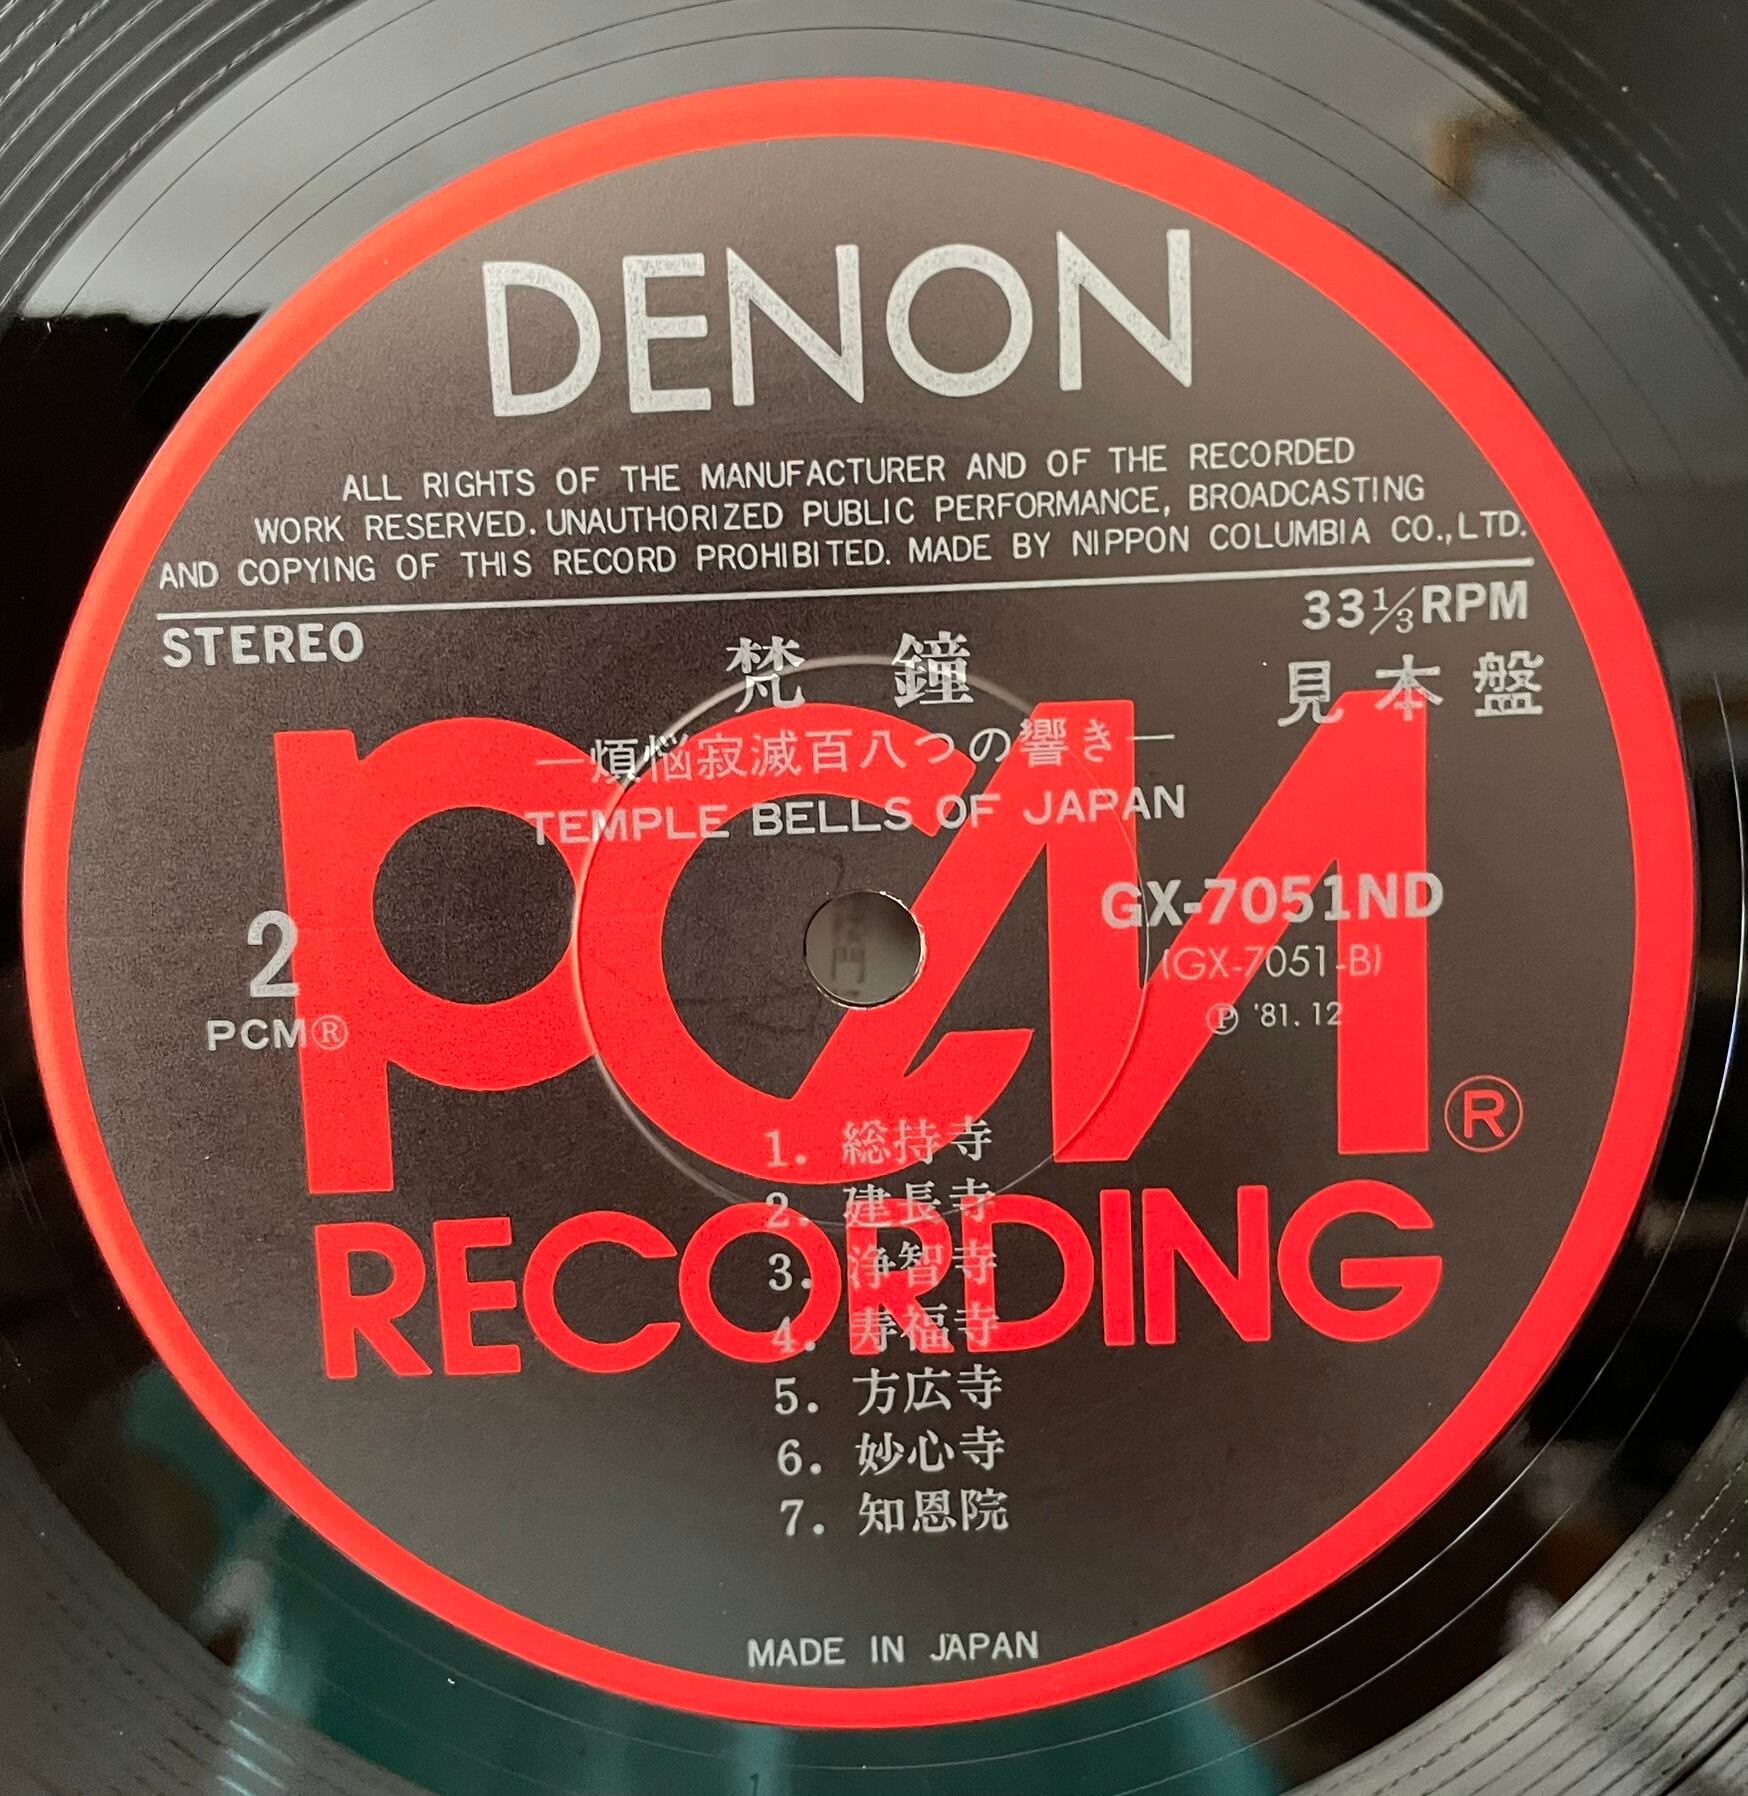 DENON
ALL RIGHTS OF THE MANUFACTURER AND OF THE RECORDED
WORK RESERVED. UNAUTHORIZED PUBLIC PERFORMANCE, BROADCASTING
AND COPYING OF THIS RECORD PROHIBITED. MADE BY NIPPON COLUMBIA CO., LTD.
STEREO
33⅓ RPM
梵鐘
見本盤
—煩悩寂滅百八つの響き—
TEMPLE BELLS OF JAPAN
PCM®
RECORDING
GX-7051ND
(GX-7051-B)
℗ '81. 12
2
PCM®
1. 総持寺
2. 建長寺
3. 浄智寺
4. 寿福寺
5. 方広寺
6. 妙心寺
7. 知恩院
MADE IN JAPAN